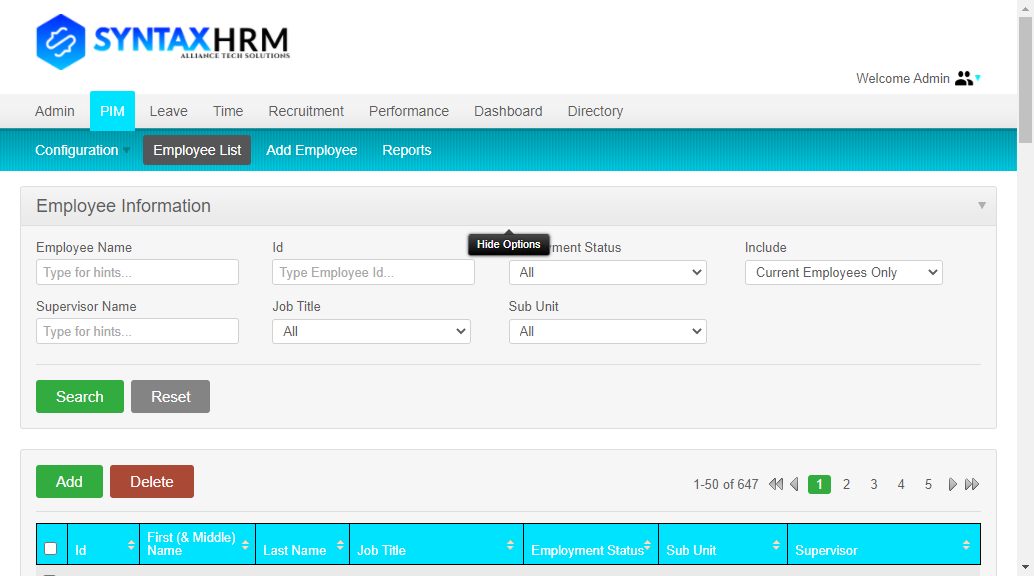 SYNTAXHRM
ALLIANCE TECH SOLUTIONS
Welcome Admin
Admin PIM Leave Time Recruitment Performance Dashboard Directory
Configuration Employee List Add Employee Reports
Employee Information
Hide Options
Employee Name Id ment Status Include
Type for hints... Type Employee Id... All Current Employees Only
Supervisor Name Job Title Sub Unit
Type for hints... All All
Search Reset
Add Delete 1-50 of 647 1 2 3 4 5
Id First (& Middle) Name Last Name Job Title Employment Status Sub Unit Supervisor